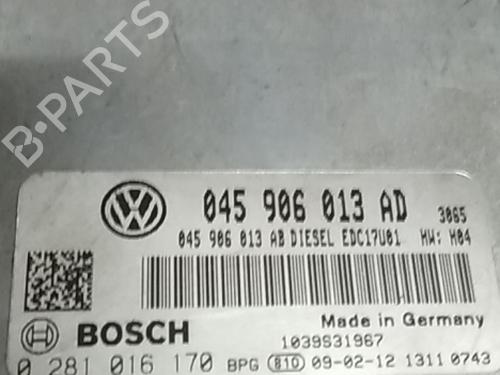 B-PARTS
045 906 013 AD 3065
045 906 013 AB DIESEL EDC17U01 HW: H04
BOSCH
Made in Germany
1039S31967
0 281 016 170 BPG 810 09-02-12 1311 0743